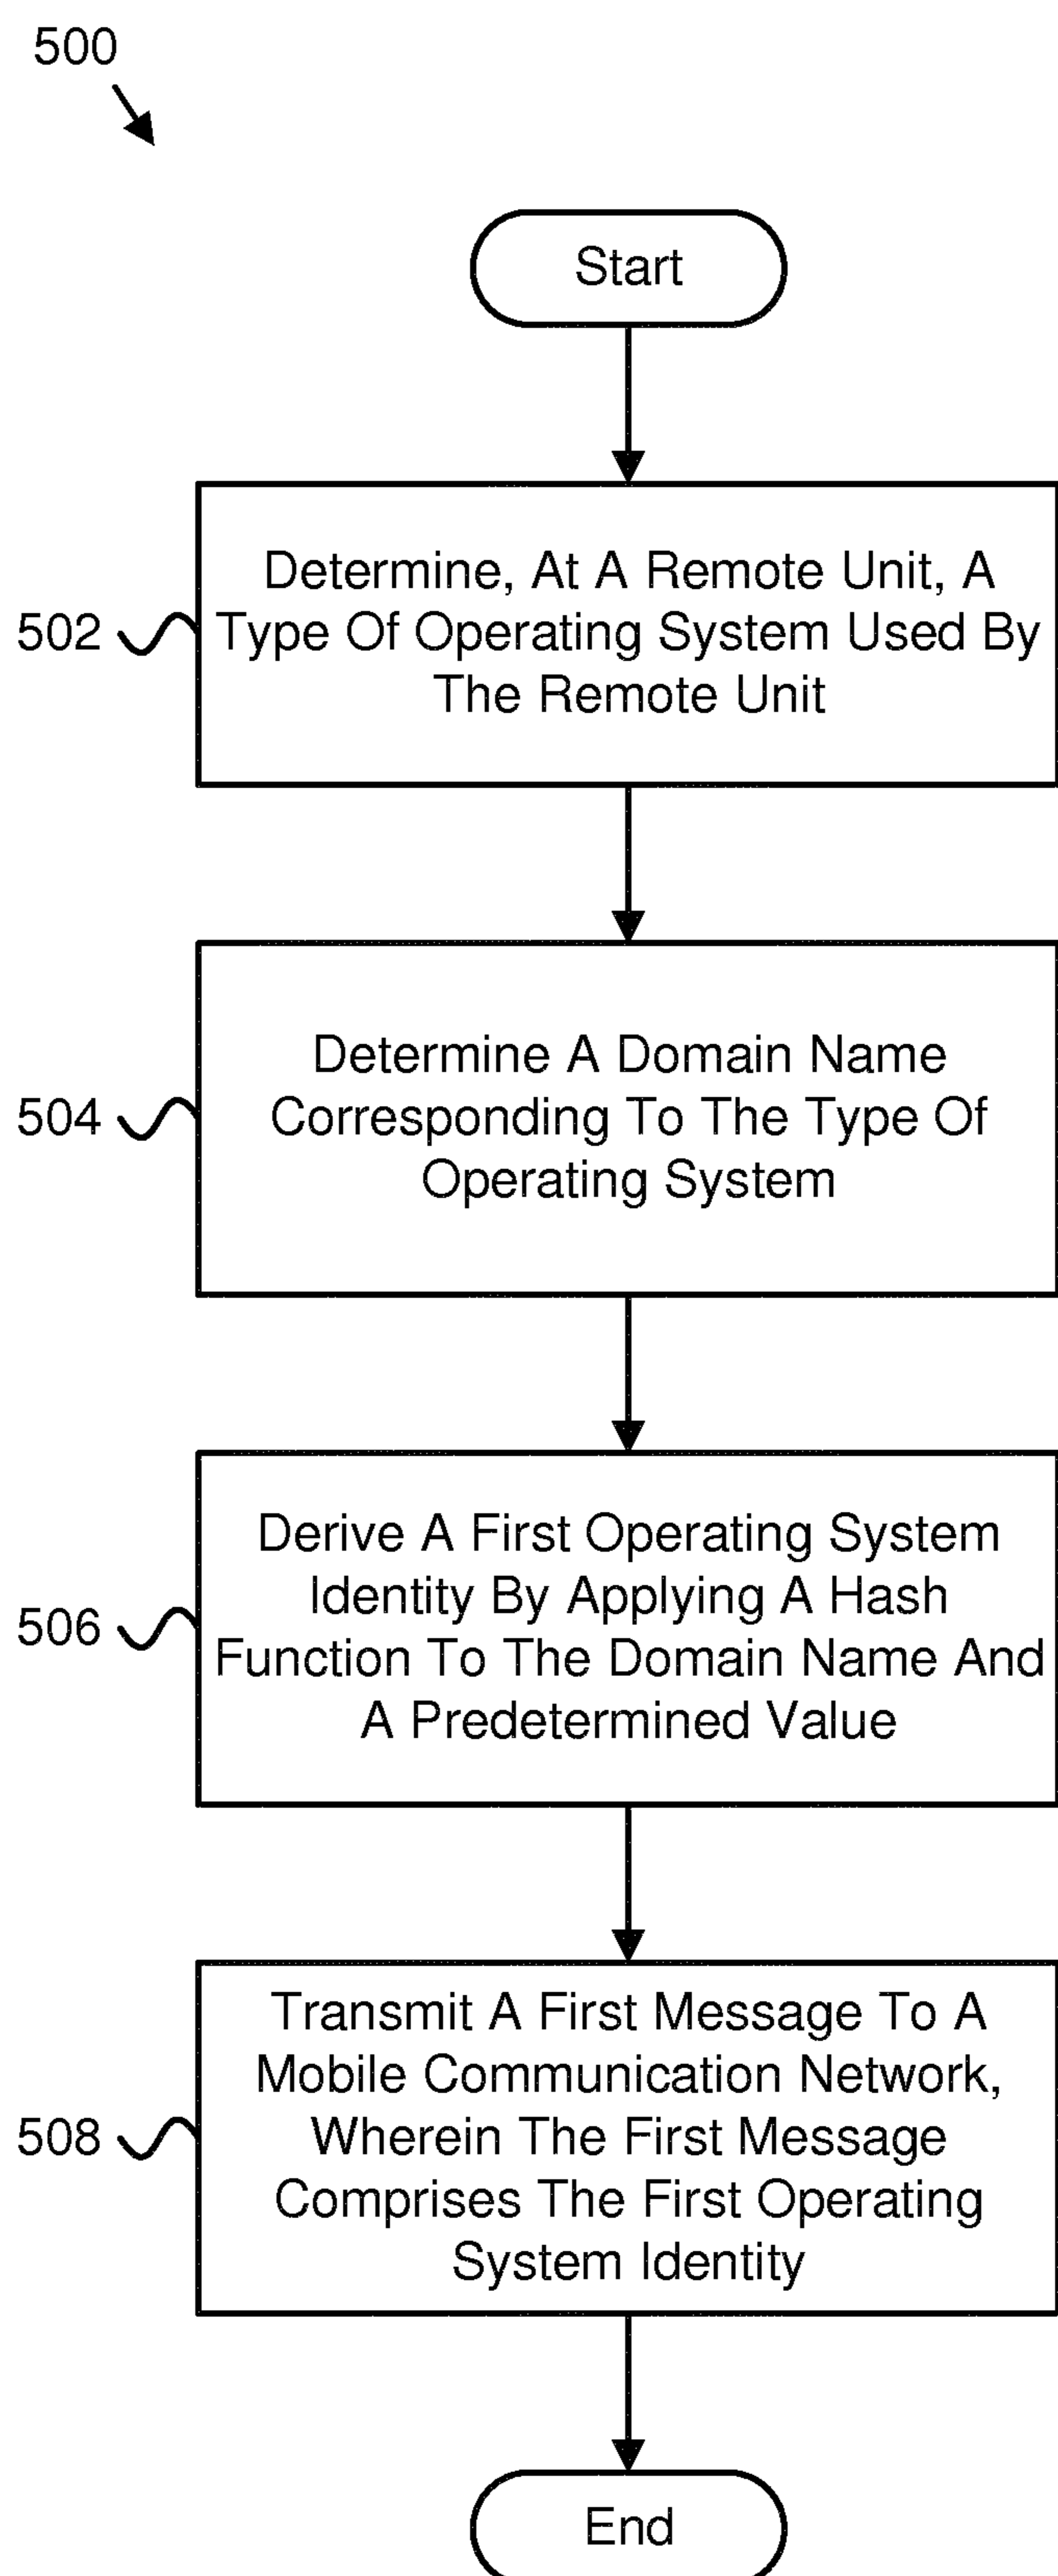 500
Start
502
Determine, At A Remote Unit, A
Type Of Operating System Used By
The Remote Unit
504
Determine A Domain Name
Corresponding To The Type Of
Operating System
506
Derive A First Operating System
Identity By Applying A Hash
Function To The Domain Name And
A Predetermined Value
508
Transmit A First Message To A
Mobile Communication Network,
Wherein The First Message
Comprises The First Operating
System Identity
End